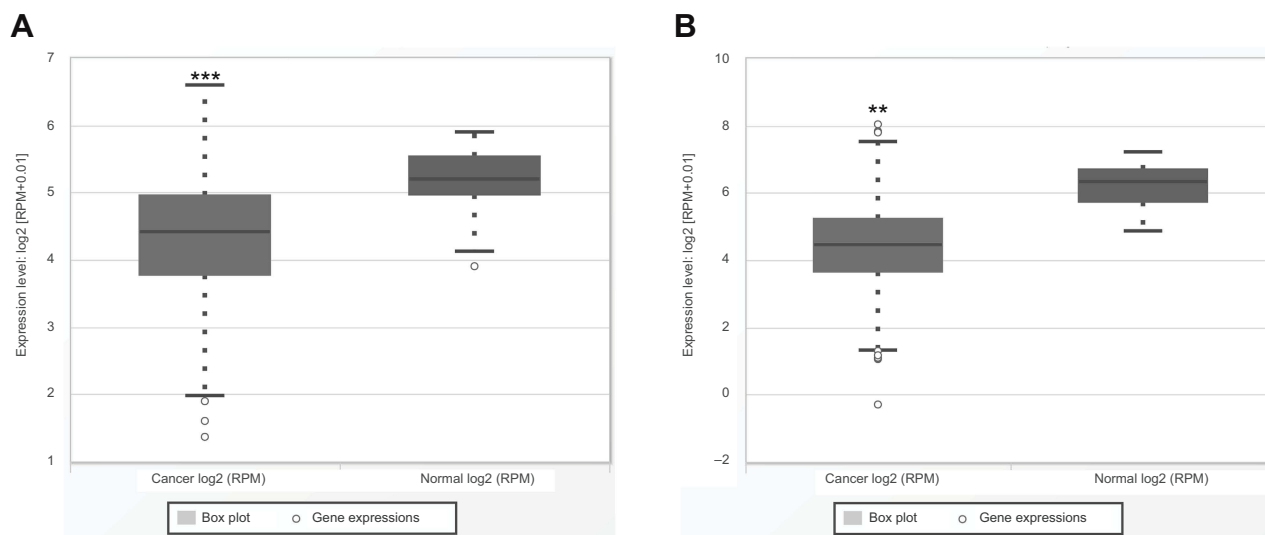 A
Expression level: log2 [RPM+0.01]
7
6
5
4
3
2
1
***
Cancer log2 (RPM)
Normal log2 (RPM)
Box plot
Gene expressions
B
Expression level: log2 [RPM+0.01]
10
8
6
4
2
0
–2
**
Cancer log2 (RPM)
Normal log2 (RPM)
Box plot
Gene expressions